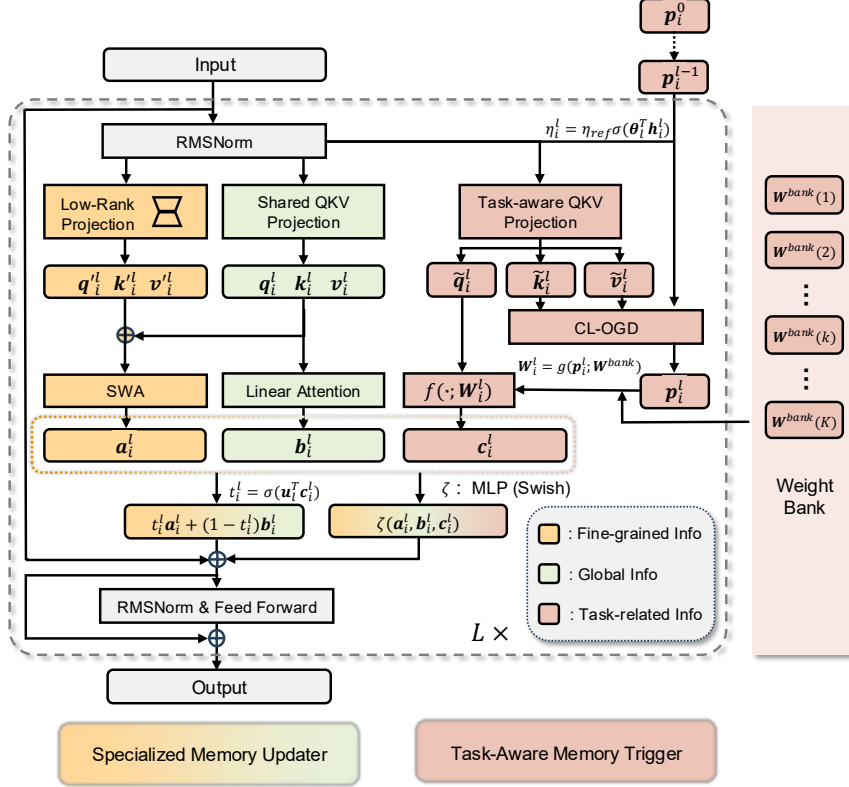 p_i^0
Input
p_i^{l-1}
η_i^l = η_{ref}σ(θ_l^T h_i^l)
RMSNorm
Low-Rank
Projection
Shared QKV
Projection
Task-aware QKV
Projection
W^{bank}(1)
W^{bank}(2)
⋮
W^{bank}(k)
⋮
W^{bank}(K)
Weight
Bank
q'_i^l k'_i^l v'_i^l
q_i^l k_i^l v_i^l
q̃_i^l
k̃_i^l
ṽ_i^l
CL-OGD
W_i^l = g(p_i^l; W^{bank})
SWA
Linear Attention
f(·; W_i^l)
p_i^l
a_i^l
b_i^l
c_i^l
t_i^l = σ(u_l^T c_i^l)
ζ : MLP (Swish)
t_i^l a_i^l + (1 − t_i^l)b_i^l
ζ(a_i^l, b_i^l, c_i^l)
: Fine-grained Info
: Global Info
: Task-related Info
RMSNorm & Feed Forward
L ×
Output
Specialized Memory Updater
Task-Aware Memory Trigger